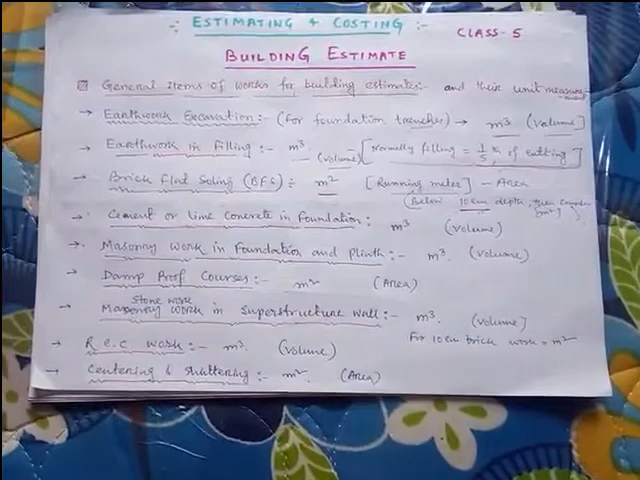 ∴ ESTIMATING & COSTING :-
CLASS-5
BUILDING ESTIMATE
General Items of works for building estimates:- and their unit measurement
→ Earthwork Excavation:- (For foundation trenches) → m³ (Volume]
→ Earthwork in filling:- m³ (volume) - [Normally filling = 1/5 th of cutting]
→ Brick Flat Soling (BFS) ÷ m² [Running meter] - Area
(Below 10cm depth, then consider m²]
→ Cement or lime concrete in foundation: m³ (volume)
→ Masonry work in Foundation and plinth:- m³. (volume)
→ Damp Proof Courses:- m² (Area)
Stone work
→ Masonry work in superstructure wall:- m³. (volume]
For 10cm brick work = m²
→ R.C.C work:- m³. (volume)
→ Centering & shuttering:- m². (Area)